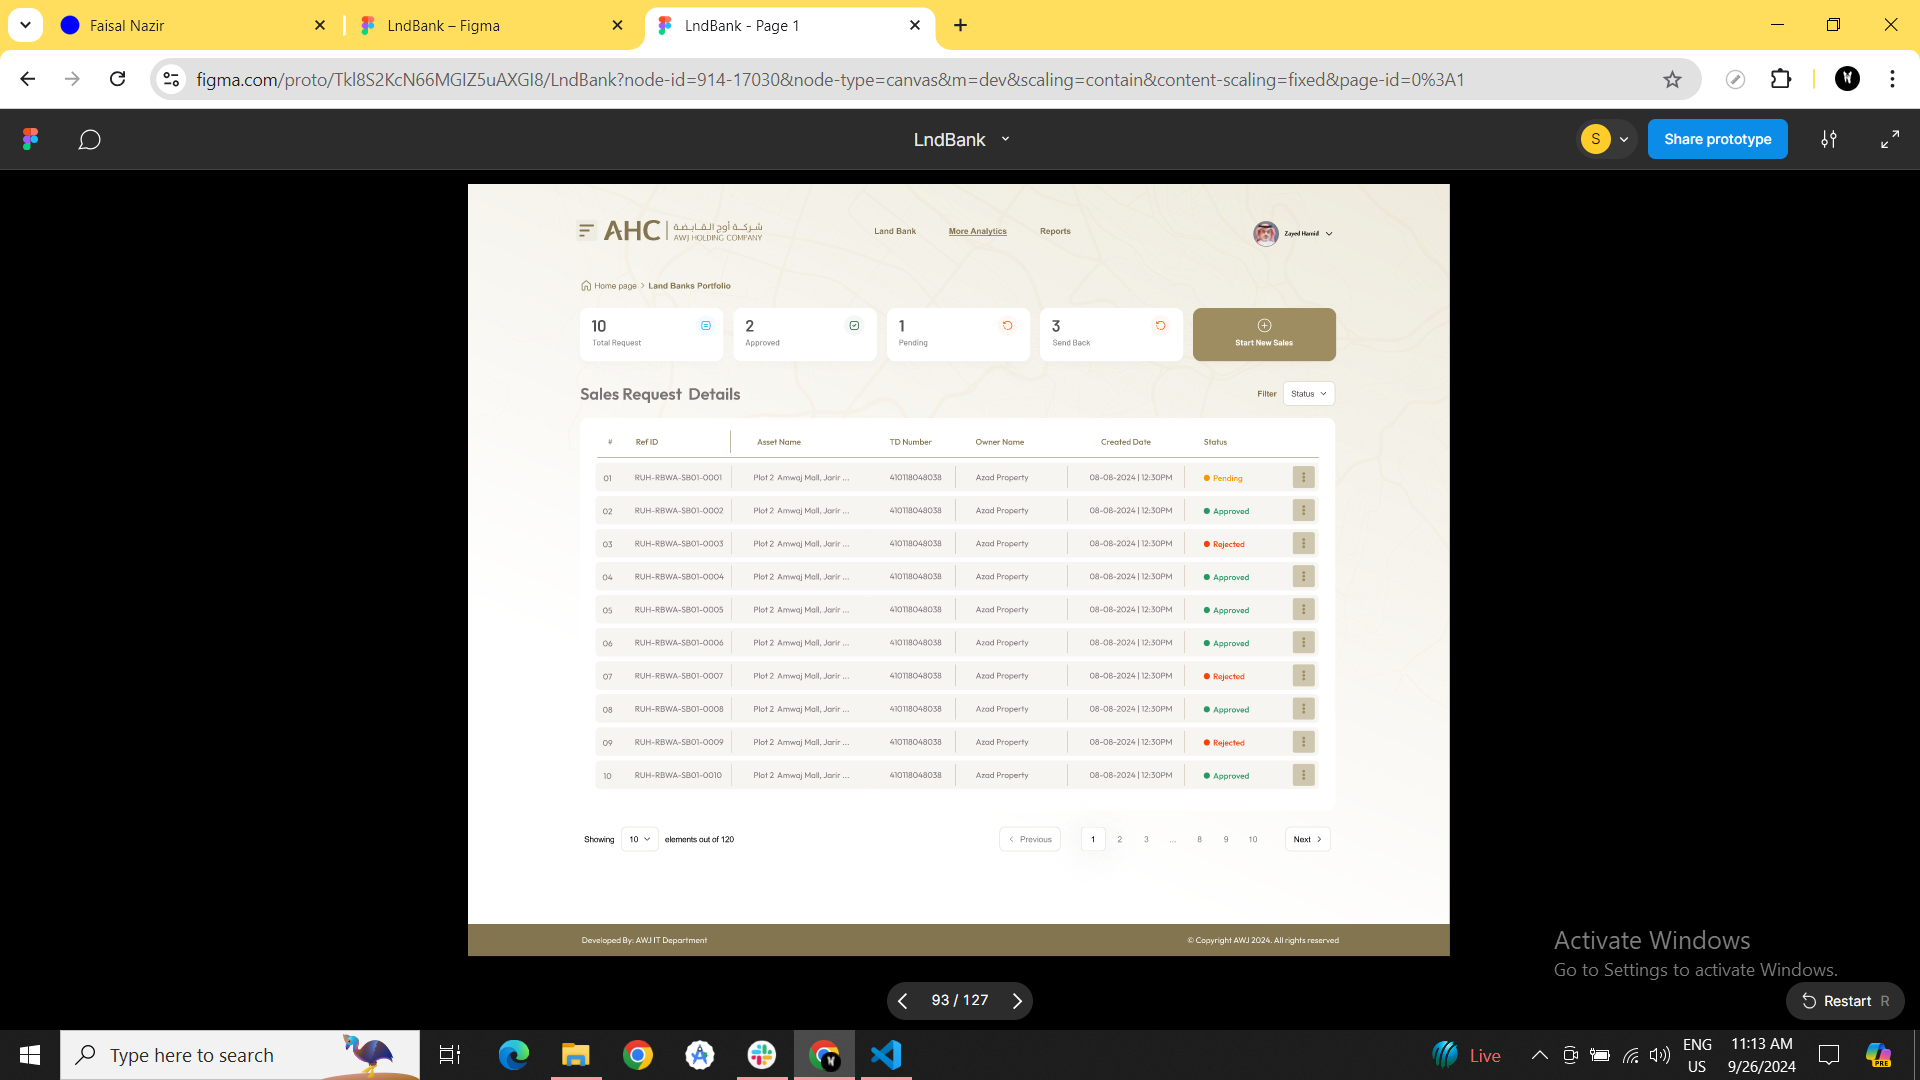 Faisal Nazir
LndBank – Figma
LndBank - Page 1
figma.com/proto/Tkl8S2KcN66MGIZ5uAXGI8/LndBank?node-id=914-17030&node-type=canvas&m=dev&scaling=contain&content-scaling=fixed&page-id=0%3A1
LndBank
S
Share prototype
AHC
شركة أوج القابضة
AWJ HOLDING COMPANY
Land Bank
More Analytics
Reports
Zayed Hamid
Home page > Land Banks Portfolio
10
Total Request
2
Approved
1
Pending
3
Send Back
Start New Sales
Sales Request Details
Filter
Status
# Ref ID Asset Name TD Number Owner Name Created Date Status
01 RUH-RBWA-SB01-0001 Plot 2 Amwaj Mall, Jarir ... 410118048038 Azad Property 08-08-2024 | 12:30PM Pending
02 RUH-RBWA-SB01-0002 Plot 2 Amwaj Mall, Jarir ... 410118048038 Azad Property 08-08-2024 | 12:30PM Approved
03 RUH-RBWA-SB01-0003 Plot 2 Amwaj Mall, Jarir ... 410118048038 Azad Property 08-08-2024 | 12:30PM Rejected
04 RUH-RBWA-SB01-0004 Plot 2 Amwaj Mall, Jarir ... 410118048038 Azad Property 08-08-2024 | 12:30PM Approved
05 RUH-RBWA-SB01-0005 Plot 2 Amwaj Mall, Jarir ... 410118048038 Azad Property 08-08-2024 | 12:30PM Approved
06 RUH-RBWA-SB01-0006 Plot 2 Amwaj Mall, Jarir ... 410118048038 Azad Property 08-08-2024 | 12:30PM Approved
07 RUH-RBWA-SB01-0007 Plot 2 Amwaj Mall, Jarir ... 410118048038 Azad Property 08-08-2024 | 12:30PM Rejected
08 RUH-RBWA-SB01-0008 Plot 2 Amwaj Mall, Jarir ... 410118048038 Azad Property 08-08-2024 | 12:30PM Approved
09 RUH-RBWA-SB01-0009 Plot 2 Amwaj Mall, Jarir ... 410118048038 Azad Property 08-08-2024 | 12:30PM Rejected
10 RUH-RBWA-SB01-0010 Plot 2 Amwaj Mall, Jarir ... 410118048038 Azad Property 08-08-2024 | 12:30PM Approved
Showing 10 elements out of 120
< Previous 1 2 3 ... 8 9 10 Next >
Developed By: AWJ IT Department
© Copyright AWJ 2024. All rights reserved
Activate Windows
Go to Settings to activate Windows.
93 / 127
Restart R
Type here to search
Live
ENG
US
11:13 AM
9/26/2024
PRE